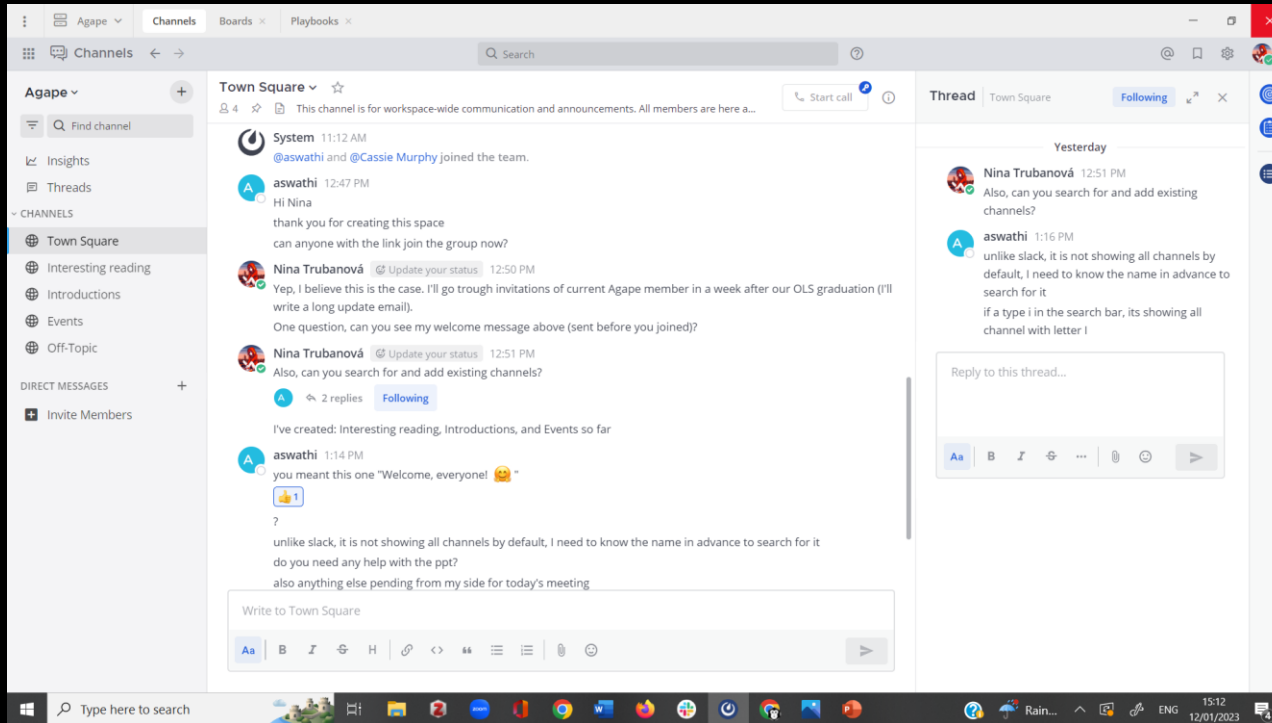 Agape
Channels
Boards
Playbooks
Channels
Search
Agape
Find channel
Insights
Threads
CHANNELS
Town Square
Interesting reading
Introductions
Events
Off-Topic
DIRECT MESSAGES
Invite Members
Town Square
4
This channel is for workspace-wide communication and announcements. All members are here a...
Start call
System 11:12 AM
@aswathi and @Cassie Murphy joined the team.
A
aswathi 12:47 PM
Hi Nina
thank you for creating this space
can anyone with the link join the group now?
Nina Trubanová Update your status 12:50 PM
Yep, I believe this is the case. I'll go trough invitations of current Agape member in a week after our OLS graduation (I'll
write a long update email).
One question, can you see my welcome message above (sent before you joined)?
Nina Trubanová Update your status 12:51 PM
Also, can you search for and add existing channels?
A 2 replies Following
I've created: Interesting reading, Introductions, and Events so far
A
aswathi 1:14 PM
you meant this one "Welcome, everyone! 🤗 "
👍 1
?
unlike slack, it is not showing all channels by default, I need to know the name in advance to search for it
do you need any help with the ppt?
also anything else pending from my side for today's meeting
Write to Town Square
Aa B I S H
Thread Town Square Following
Yesterday
Nina Trubanová 12:51 PM
Also, can you search for and add existing
channels?
A
aswathi 1:16 PM
unlike slack, it is not showing all channels by
default, I need to know the name in advance to
search for it
if a type i in the search bar, its showing all
channel with letter I
Reply to this thread...
Aa B I S
Type here to search
zoom
Rain...
ENG
15:12
12/01/2023